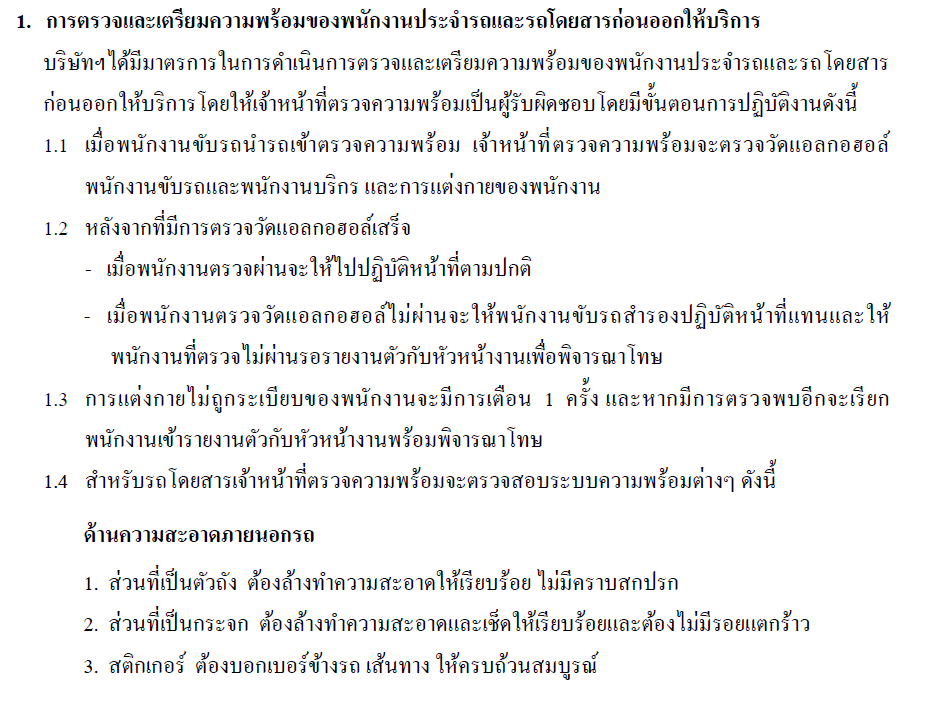 1. การตรวจและเตรียมความพร้อมของพนักงานประจำรถและรถโดยสารก่อนออกให้บริการ
บริษัทฯได้มีมาตรการในการดำเนินการตรวจและเตรียมความพร้อมของพนักงานประจำรถและรถโดยสาร
ก่อนออกให้บริการโดยให้เจ้าหน้าที่ตรวจความพร้อมเป็นผู้รับผิดชอบโดยมีขั้นตอนการปฏิบัติงานดังนี้
1.1 เมื่อพนักงานขับรถนำรถเข้าตรวจความพร้อม เจ้าหน้าที่ตรวจความพร้อมจะตรวจวัดแอลกอฮอล์
พนักงานขับรถและพนักงานบริกร และการแต่งกายของพนักงาน
1.2 หลังจากที่มีการตรวจวัดแอลกอฮอล์เสร็จ
- เมื่อพนักงานตรวจผ่านจะให้ไปปฏิบัติหน้าที่ตามปกติ
- เมื่อพนักงานตรวจวัดแอลกอฮอล์ไม่ผ่านจะให้พนักงานขับรถสำรองปฏิบัติหน้าที่แทนและให้
พนักงานที่ตรวจไม่ผ่านรอรายงานตัวกับหัวหน้างานเพื่อพิจารณาโทษ
1.3 การแต่งกายไม่ถูกระเบียบของพนักงานจะมีการเตือน 1 ครั้ง และหากมีการตรวจพบอีกจะเรียก
พนักงานเข้ารายงานตัวกับหัวหน้างานพร้อมพิจารณาโทษ
1.4 สำหรับรถโดยสารเจ้าหน้าที่ตรวจความพร้อมจะตรวจสอบระบบความพร้อมต่างๆ ดังนี้
ด้านความสะอาดภายนอกรถ
1. ส่วนที่เป็นตัวถัง ต้องล้างทำความสะอาดให้เรียบร้อย ไม่มีคราบสกปรก
2. ส่วนที่เป็นกระจก ต้องล้างทำความสะอาดและเช็ดให้เรียบร้อยและต้องไม่มีรอยแตกร้าว
3. สติกเกอร์ ต้องบอกเบอร์ข้างรถ เส้นทาง ให้ครบถ้วนสมบูรณ์